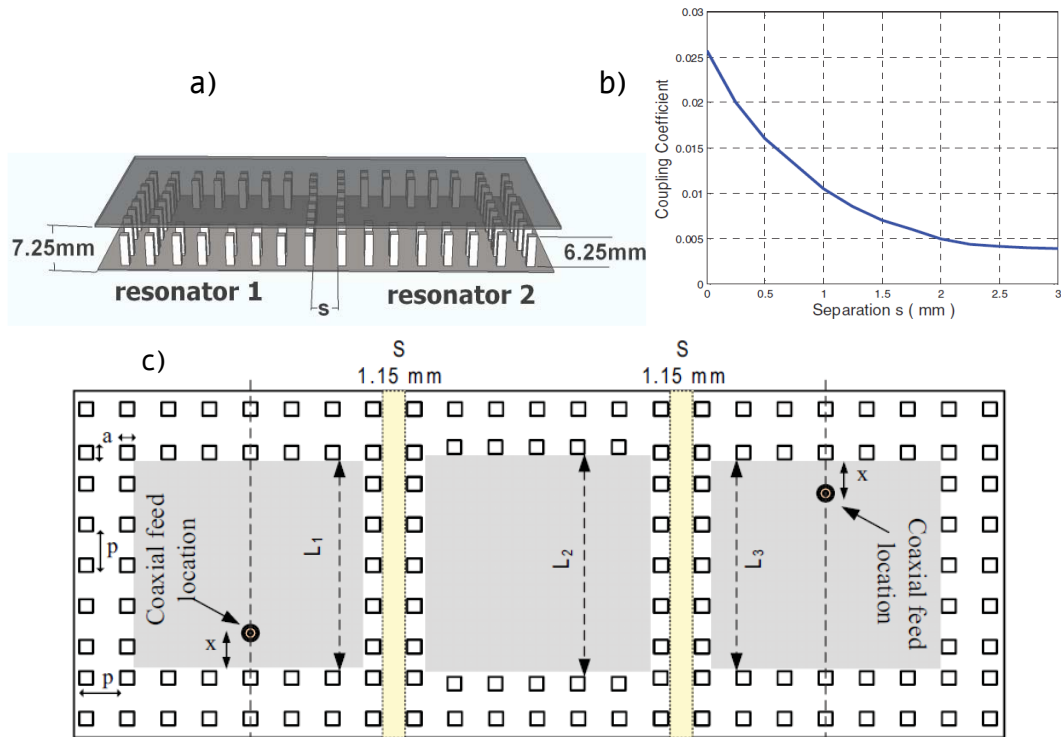 a)
7.25mm
6.25mm
resonator 1
resonator 2
s
b)
0.03
0.025
0.02
0.015
0.01
0.005
0
Coupling Coefficient
0 0.5 1 1.5 2 2.5 3
Separation s ( mm )
c)
S
1.15 mm
S
1.15 mm
a
p
p
Coaxial feed
location
x
L1
L2
L3
x
Coaxial feed
location